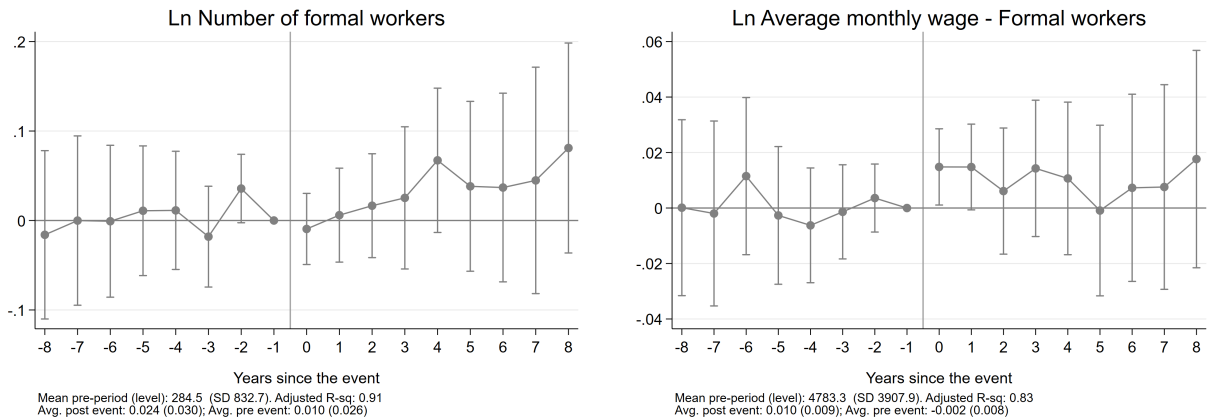 Ln Number of formal workers
.2
.1
0
-.1
-8 -7 -6 -5 -4 -3 -2 -1 0 1 2 3 4 5 6 7 8
Years since the event
Mean pre-period (level): 284.5 (SD 832.7). Adjusted R-sq: 0.91
Avg. post event: 0.024 (0.030); Avg. pre event: 0.010 (0.026)
Ln Average monthly wage - Formal workers
.06
.04
.02
0
-.02
-.04
-8 -7 -6 -5 -4 -3 -2 -1 0 1 2 3 4 5 6 7 8
Years since the event
Mean pre-period (level): 4783.3 (SD 3907.9). Adjusted R-sq: 0.83
Avg. post event: 0.010 (0.009); Avg. pre event: -0.002 (0.008)